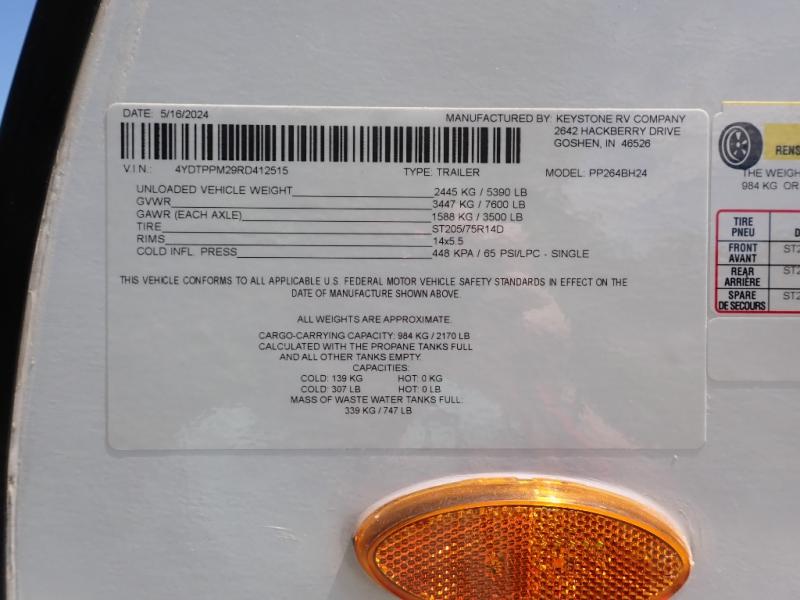 DATE: 5/16/2024
MANUFACTURED BY: KEYSTONE RV COMPANY
2642 HACKBERRY DRIVE
GOSHEN, IN 46526
V.I.N.: 4YDTPPM29RD412515 TYPE: TRAILER MODEL: PP264BH24
UNLOADED VEHICLE WEIGHT 2445 KG / 5390 LB
GVWR 3447 KG / 7600 LB
GAWR (EACH AXLE) 1588 KG / 3500 LB
TIRE ST205/75R14D
RIMS 14x5.5
COLD INFL. PRESS 448 KPA / 65 PSI/LPC - SINGLE
THIS VEHICLE CONFORMS TO ALL APPLICABLE U.S. FEDERAL MOTOR VEHICLE SAFETY STANDARDS IN EFFECT ON THE
DATE OF MANUFACTURE SHOWN ABOVE.
ALL WEIGHTS ARE APPROXIMATE.
CARGO-CARRYING CAPACITY: 984 KG / 2170 LB
CALCULATED WITH THE PROPANE TANKS FULL
AND ALL OTHER TANKS EMPTY.
CAPACITIES:
COLD: 139 KG HOT: 0 KG
COLD: 307 LB HOT: 0 LB
MASS OF WASTE WATER TANKS FULL:
339 KG / 747 LB
RENS
THE WEIGH
984 KG OR
TIRE
PNEU
D
FRONT
AVANT
ST2
REAR
ARRIÈRE
ST2
SPARE
DE SECOURS
ST2